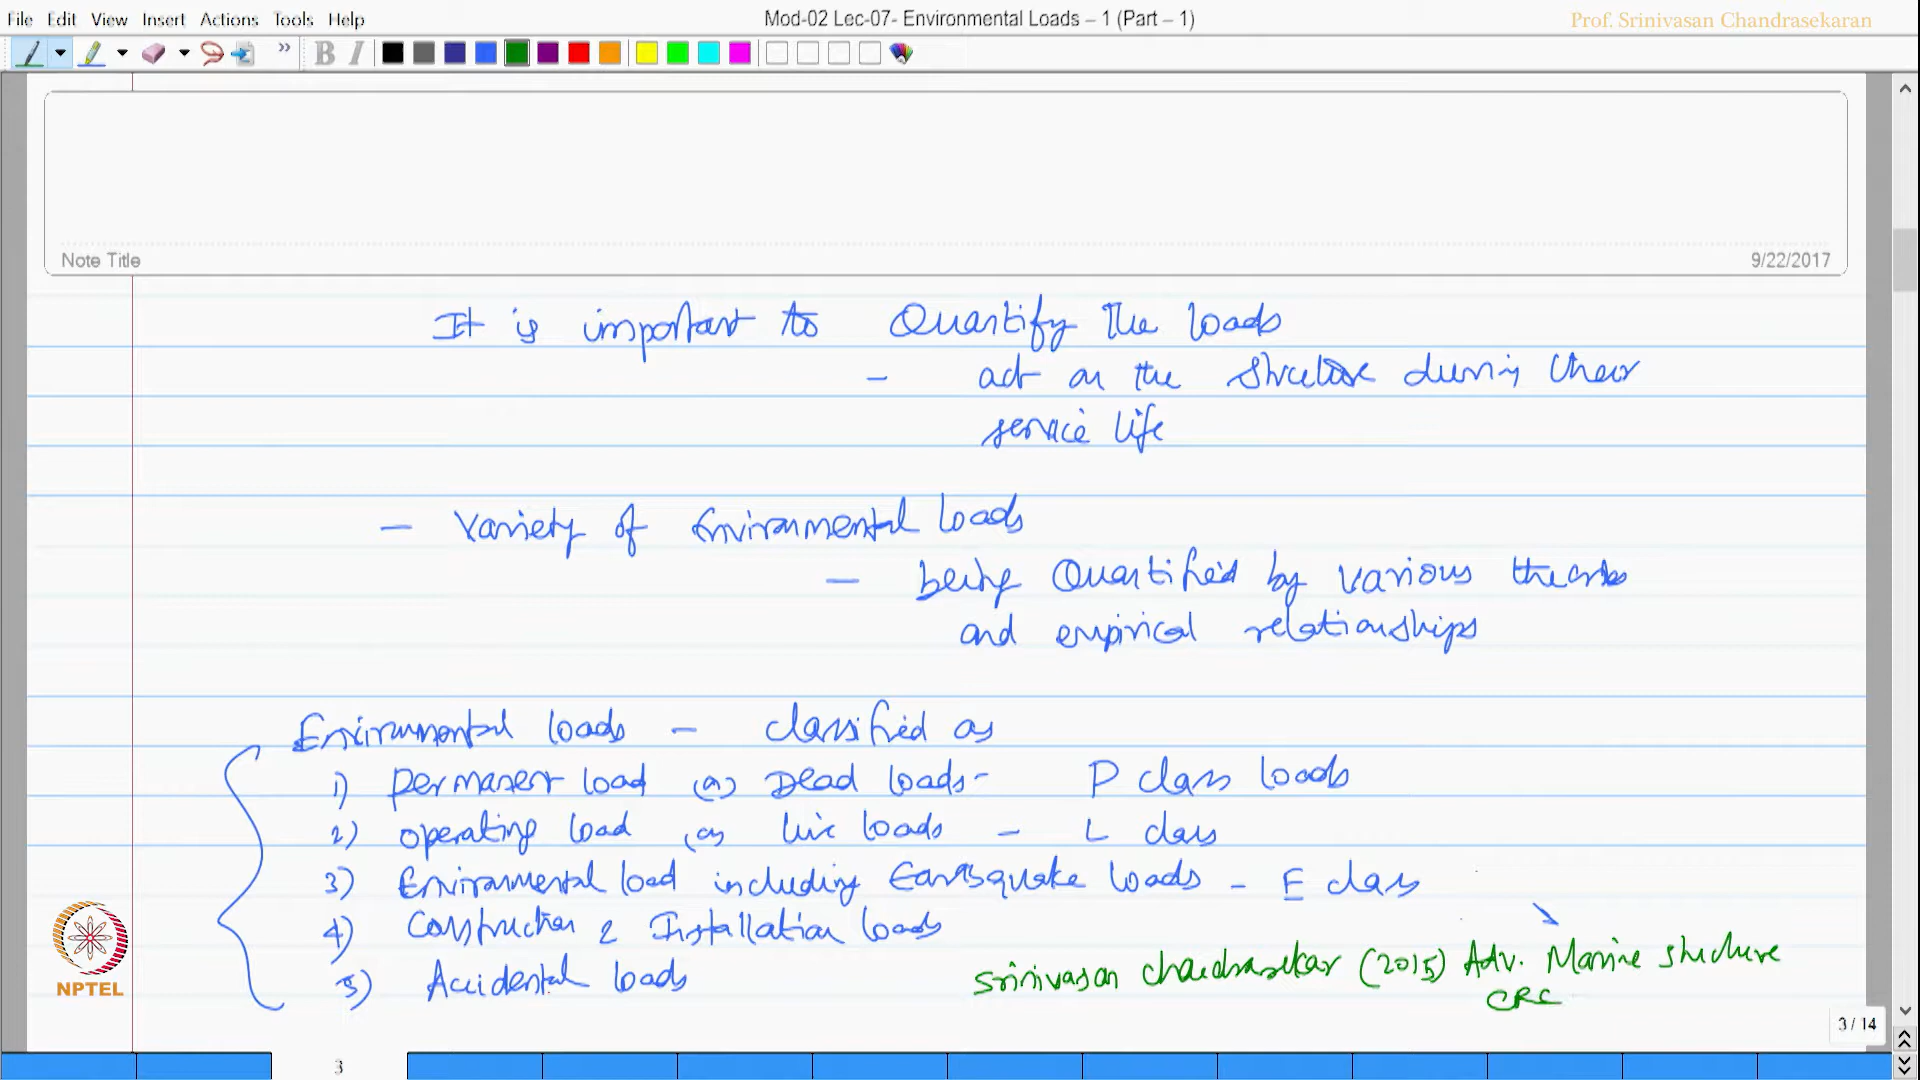 File Edit View Insert Actions Tools Help
Mod-02 Lec-07- Environmental Loads – 1 (Part – 1)
Prof. Srinivasan Chandrasekaran
B I
Note Title
9/22/2017
It is important to Quantify the loads
- act on the structure during their
service life
- Variety of Environmental loads
- being Quantified by various theories
and empirical relationships
Environmental loads - classified as
1) permanent load (or) Dead loads - P class loads
2) operating load (or) live loads - L class
3) Environmental load including Earthquake loads - E class
4) Construction & Installation loads
5) Accidental loads
Srinivasan Chandrasekar (2015) Adv. Marine structure
CRC
NPTEL
3 / 14
3